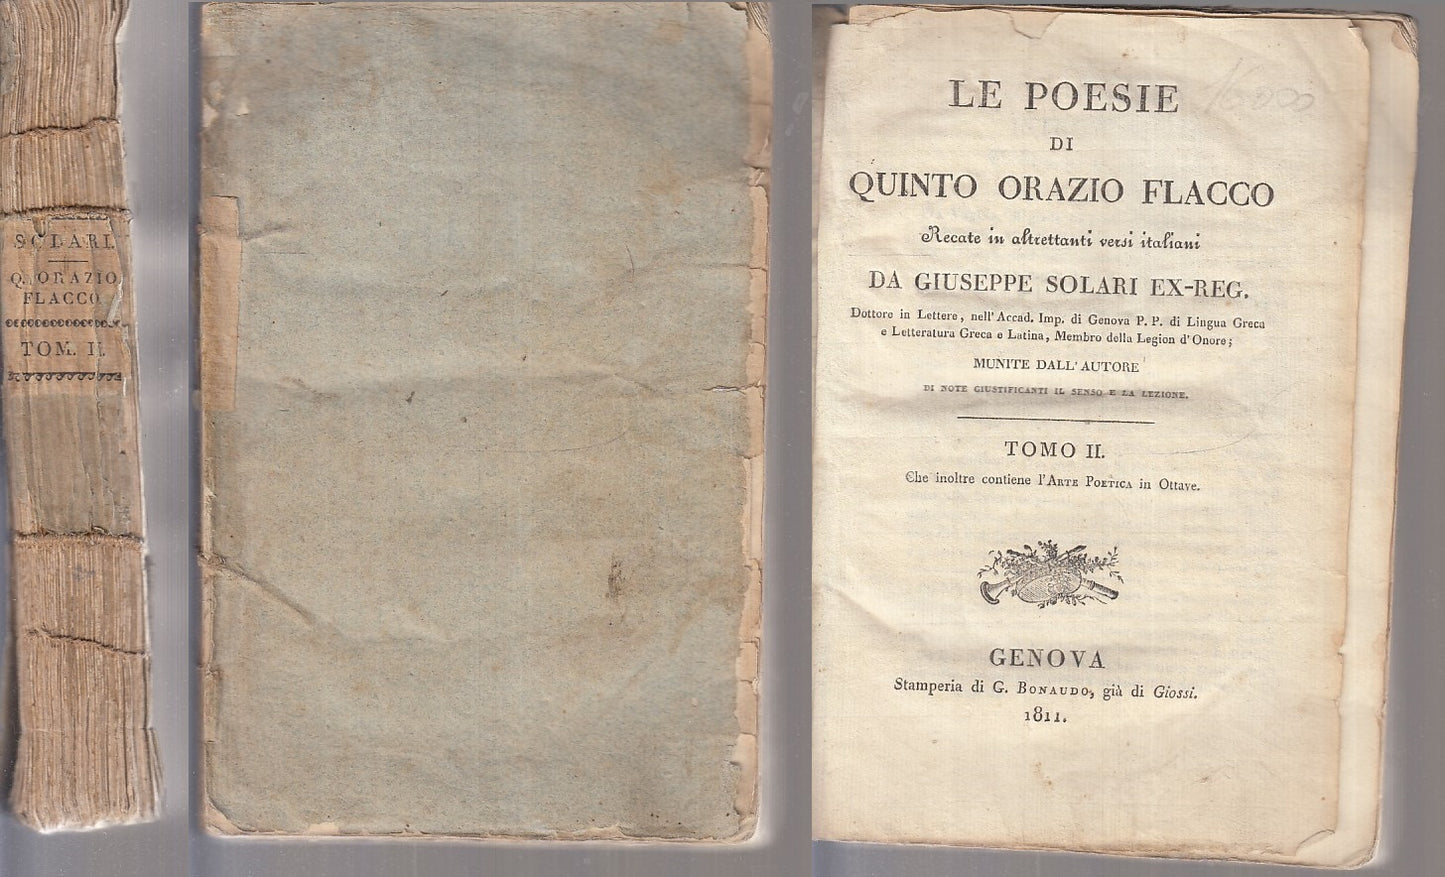 SOLARI.
Q. ORAZIO
FLACCO
TOM. II.
LE POESIE
DI
QUINTO ORAZIO FLACCO
Recate in altrettanti versi italiani
DA GIUSEPPE SOLARI EX-REG.
Dottore in Lettere, nell'Accad. Imp. di Genova P. P. di Lingua Greca
e Letteratura Greca e Latina, Membro della Legion d'Onore;
MUNITE DALL'AUTORE
DI NOTE GIUSTIFICANTI IL SENSO E LA LEZIONE.
TOMO II.
Che inoltre contiene l'ARTE POETICA in Ottave.
GENOVA
Stamperia di G. BONAUDO, già di Giossi.
1811.